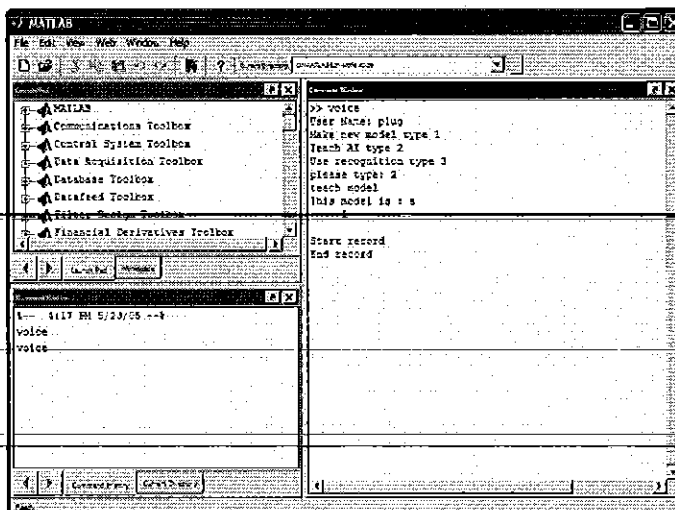 MATLAB
File Edit View Web Window Help
MATLAB
Communications Toolbox
Control System Toolbox
Data Acquisition Toolbox
Database Toolbox
Datafeed Toolbox
Filter Design Toolbox
Financial Derivatives Toolbox
voice
voice
>> voice
User Name: plug
Make new model type 1
Teach AI type 2
Use recognition type 3
please type: 2
teach model
This model is : s
Start record
End record